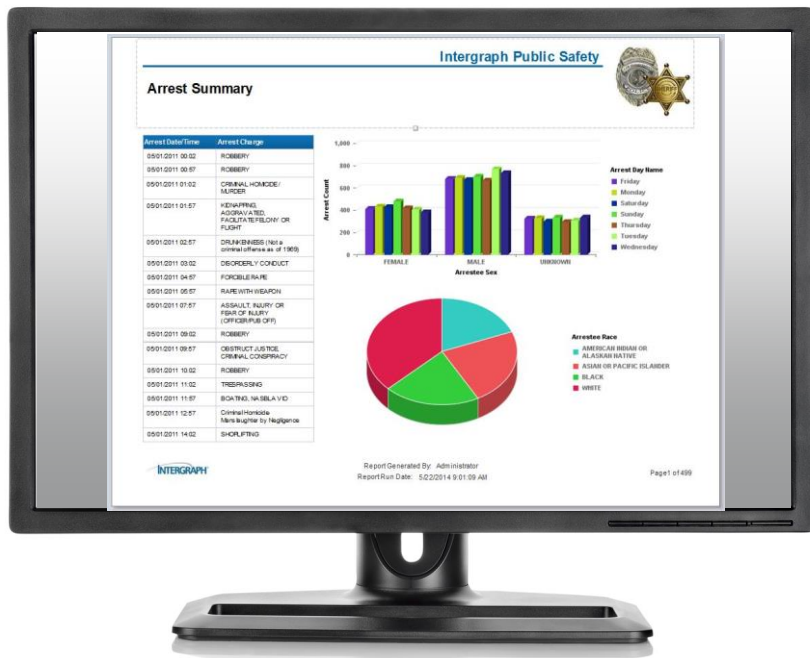 Intergraph Public Safety
Arrest Summary
Arrest Date/Time Arrest Charge
05/01/2011 00:02 ROBBERY
05/01/2011 00:57 ROBBERY
05/01/2011 01:02 CRIMINAL HOMICIDE /
MURDER
05/01/2011 01:57 KIDNAPPING,
AGGRAVATED,
FACILITATE FELONY OR
FLIGHT
05/01/2011 02:57 DRUNKENNESS (Not a
criminal offense as of 1969)
05/01/2011 03:02 DISORDERLY CONDUCT
05/01/2011 04:57 FORCIBLE RAPE
05/01/2011 05:57 RAPE WITH WEAPON
05/01/2011 07:57 ASSAULT, INJURY OR
FEAR OF INJURY
(OFFICER/PUB OFF)
05/01/2011 09:02 ROBBERY
05/01/2011 09:57 OBSTRUCT JUSTICE,
CRIMINAL CONSPIRACY
05/01/2011 10:02 ROBBERY
05/01/2011 11:02 TRESPASSING
05/01/2011 11:57 BOATING, NASBLA VIO
05/01/2011 12:57 Criminal Homicide
Manslaughter by Negligence
05/01/2011 14:02 SHOPLIFTING
1,000
800
600
400
200
0
Arrest Count
FEMALE MALE UNKNOWN
Arrestee Sex
Arrest Day Name
Friday
Monday
Saturday
Sunday
Thursday
Tuesday
Wednesday
Arrestee Race
AMERICAN INDIAN OR
ALASKAN NATIVE
ASIAN OR PACIFIC ISLANDER
BLACK
WHITE
INTERGRAPH
Report Generated By: Administrator
Report Run Date: 5/22/2014 9:01:09 AM
Page 1 of 499
SHERIFF